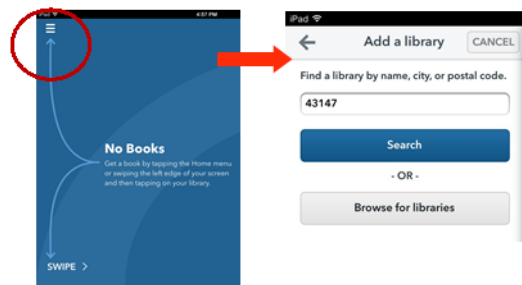 iPad
4:57 PM
No Books
Get a book by tapping the Home menu
or swiping the left edge of your screen
and then tapping on your library.
SWIPE >
iPad
Add a library
CANCEL
Find a library by name, city, or postal code.
43147
Search
- OR -
Browse for libraries